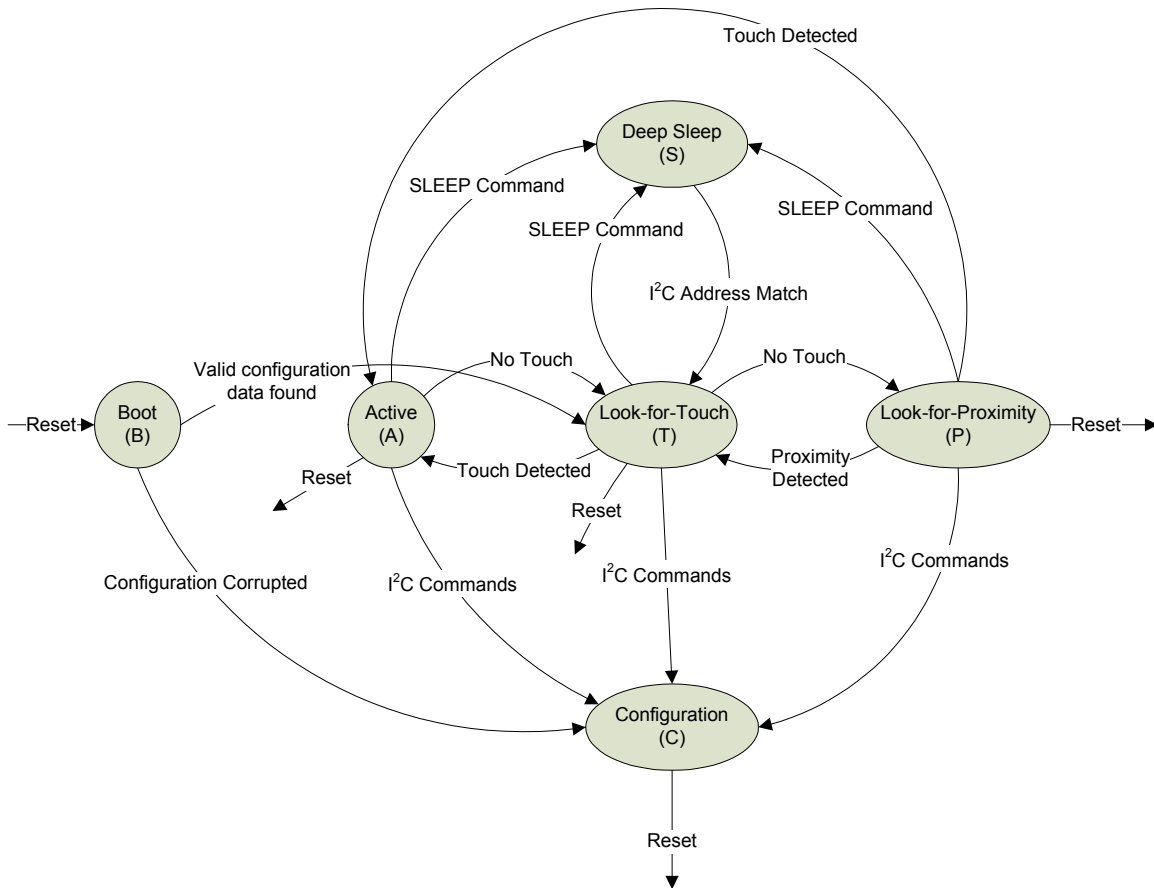 Touch Detected
Deep Sleep
(S)
SLEEP Command
SLEEP Command
SLEEP Command
I²C Address Match
Valid configuration
data found
No Touch
No Touch
Reset
Boot
(B)
Active
(A)
Look-for-Touch
(T)
Look-for-Proximity
(P)
Reset
Reset
Touch Detected
Proximity
Detected
Reset
Configuration Corrupted
I²C Commands
I²C Commands
I²C Commands
Configuration
(C)
Reset